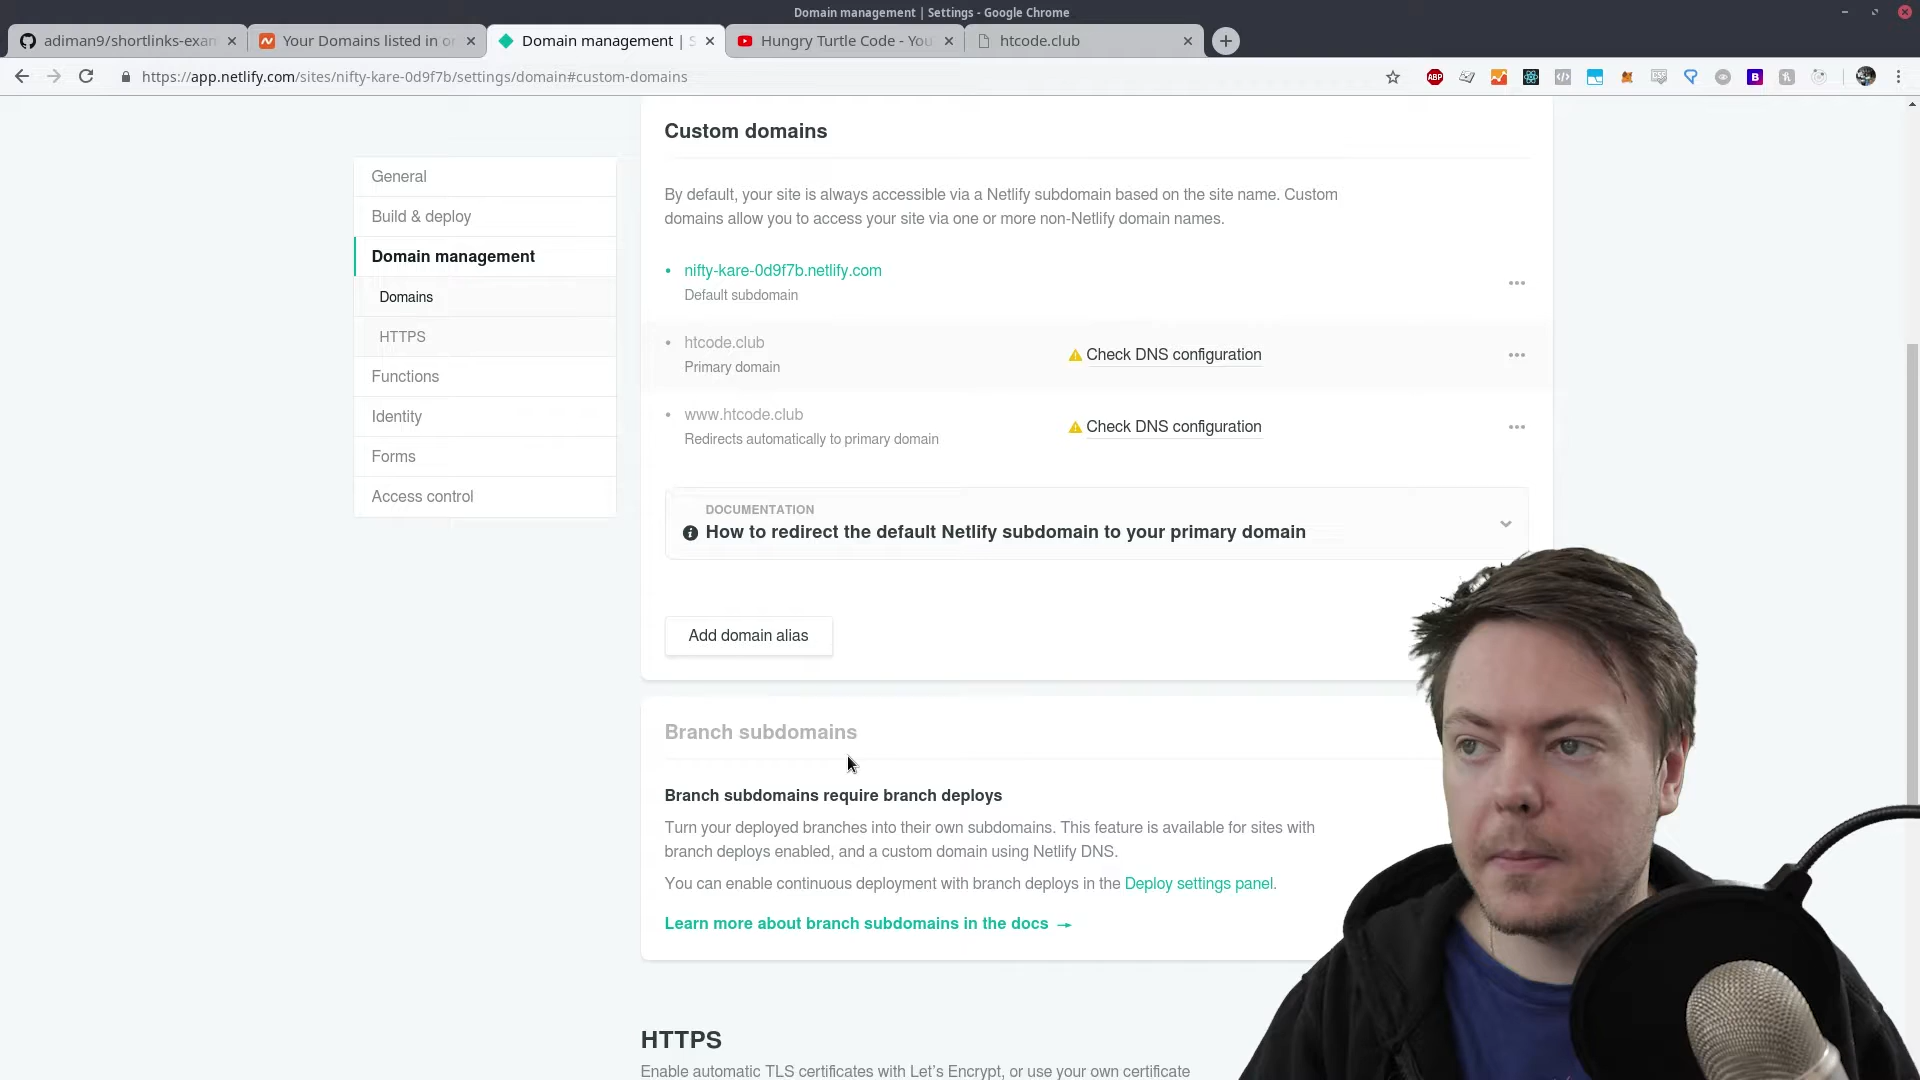 Domain management | Settings - Google Chrome
adiman9/shortlinks-exam
Your Domains listed in or
Domain management | S
Hungry Turtle Code - You
htcode.club
https://app.netlify.com/sites/nifty-kare-0d9f7b/settings/domain#custom-domains
ABP
CSS
B
Custom domains
General
Build & deploy
Domain management
Domains
HTTPS
Functions
Identity
Forms
Access control
By default, your site is always accessible via a Netlify subdomain based on the site name. Custom
domains allow you to access your site via one or more non-Netlify domain names.
nifty-kare-0d9f7b.netlify.com
Default subdomain
htcode.club
Primary domain
Check DNS configuration
www.htcode.club
Redirects automatically to primary domain
Check DNS configuration
DOCUMENTATION
How to redirect the default Netlify subdomain to your primary domain
Add domain alias
Branch subdomains
Branch subdomains require branch deploys
Turn your deployed branches into their own subdomains. This feature is available for sites with
branch deploys enabled, and a custom domain using Netlify DNS.
You can enable continuous deployment with branch deploys in the Deploy settings panel.
Learn more about branch subdomains in the docs →
HTTPS
Enable automatic TLS certificates with Let's Encrypt, or use your own certificate